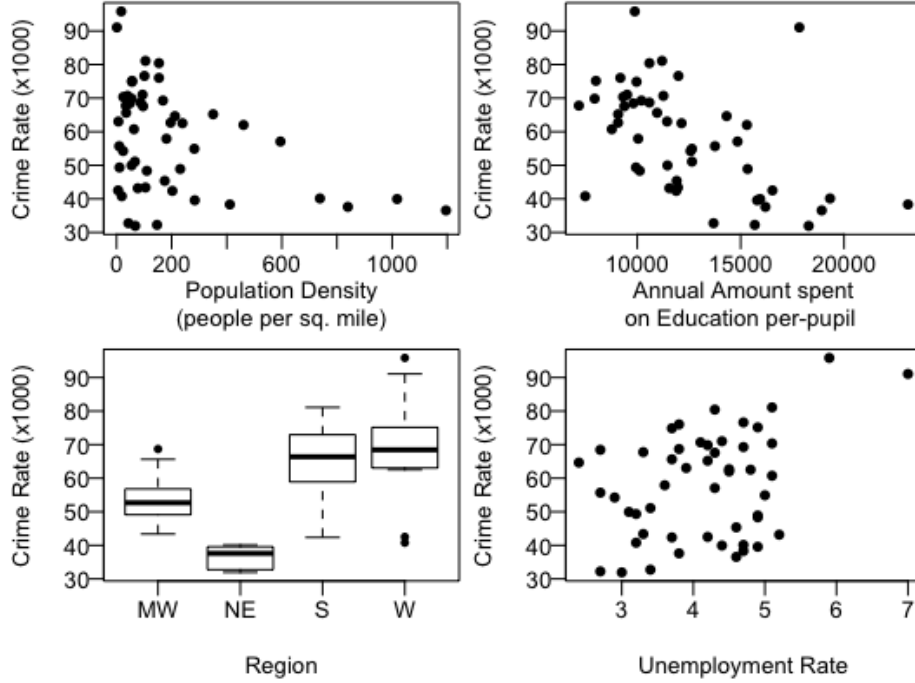 Crime Rate (x1000)
90
80
70
60
50
40
30
0 200 600 1000
Population Density
(people per sq. mile)
Crime Rate (x1000)
90
80
70
60
50
40
30
10000 15000 20000
Annual Amount spent
on Education per-pupil
Crime Rate (x1000)
90
80
70
60
50
40
30
MW NE S W
Region
Crime Rate (x1000)
90
80
70
60
50
40
30
3 4 5 6 7
Unemployment Rate